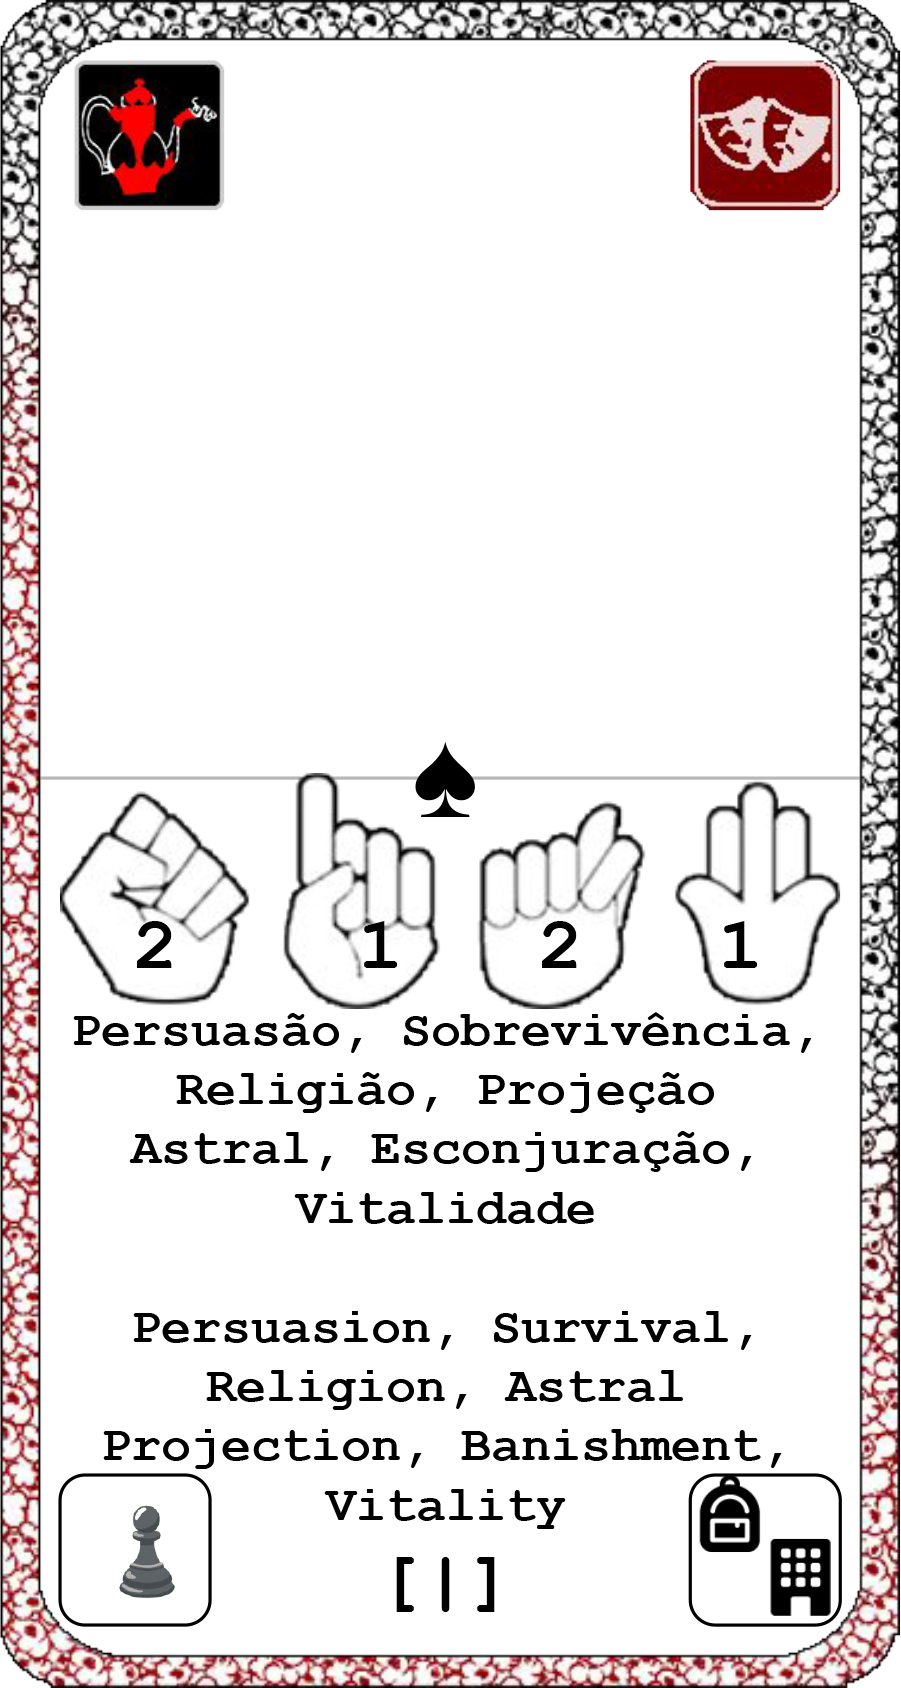 2 1 2 1
Persuasão, Sobrevivência,
Religião, Projeção
Astral, Esconjuração,
Vitalidade
Persuasion, Survival,
Religion, Astral
Projection, Banishment,
Vitality
[|]